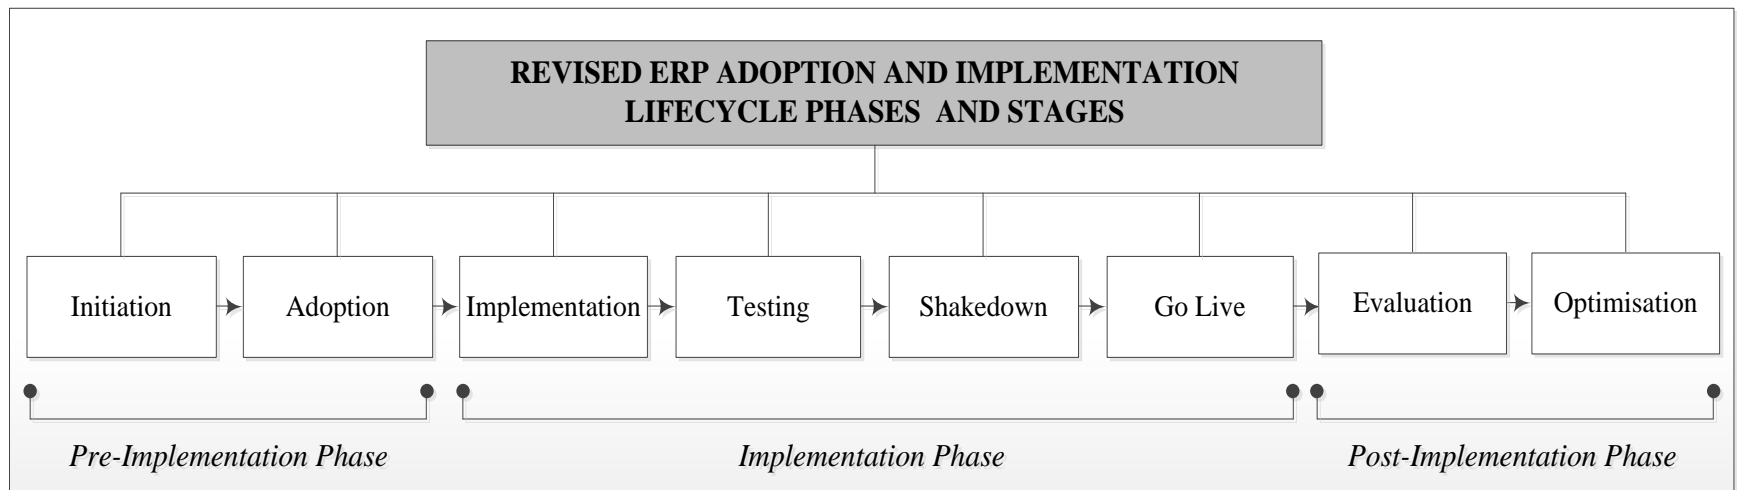 REVISED ERP ADOPTION AND IMPLEMENTATION
LIFECYCLE PHASES AND STAGES
Initiation
Adoption
Implementation
Testing
Shakedown
Go Live
Evaluation
Optimisation
Pre-Implementation Phase
Implementation Phase
Post-Implementation Phase